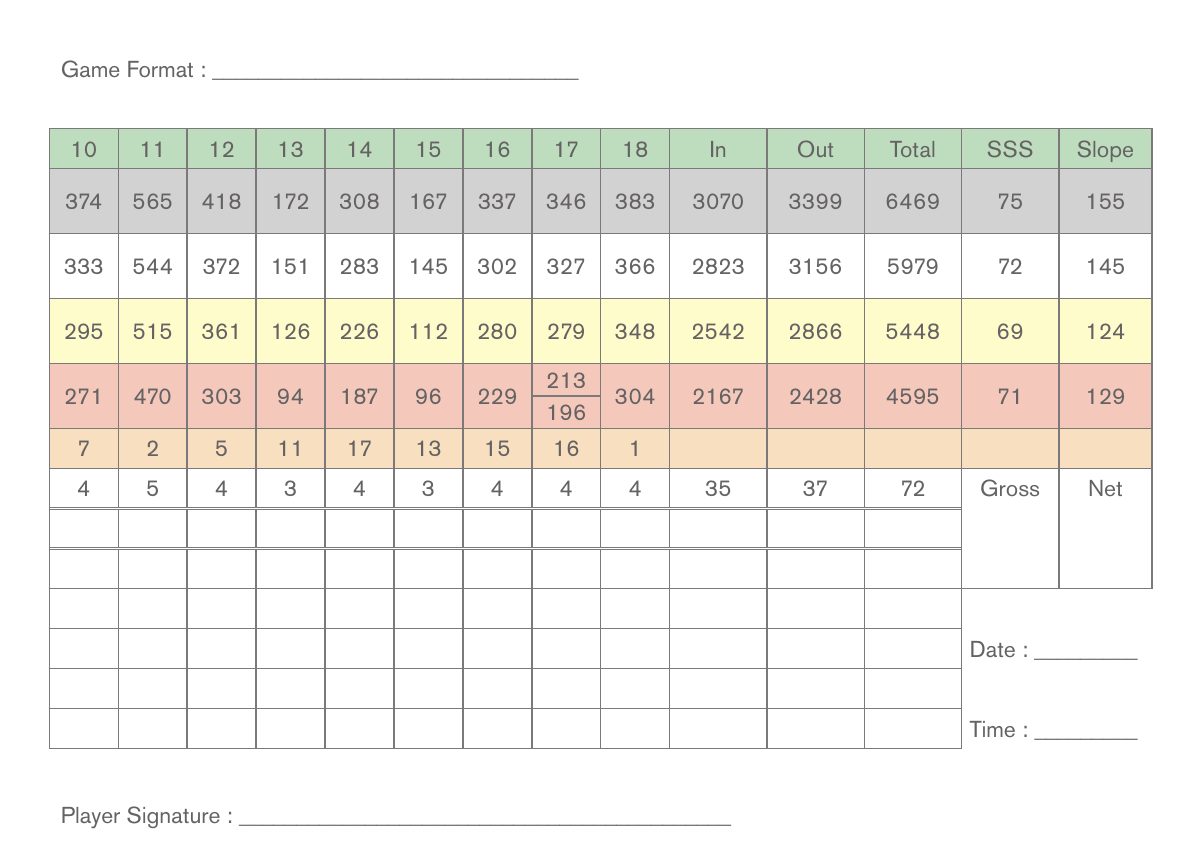 Game Format : ________________________________
10 11 12 13 14 15 16 17 18 In Out Total SSS Slope
374 565 418 172 308 167 337 346 383 3070 3399 6469 75 155
333 544 372 151 283 145 302 327 366 2823 3156 5979 72 145
295 515 361 126 226 112 280 279 348 2542 2866 5448 69 124
271 470 303 94 187 96 229 213 196 304 2167 2428 4595 71 129
7 2 5 11 17 13 15 16 1
4 5 4 3 4 3 4 4 4 35 37 72 Gross Net
Date : _________
Time : _________
Player Signature : ___________________________________________